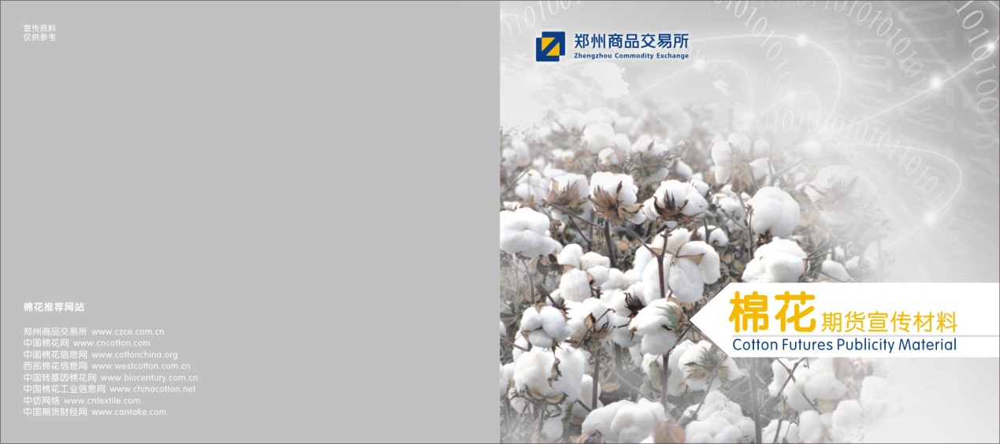 宣传资料
仅供参考
棉花推荐网站
郑州商品交易所 www.czce.com.cn
中国棉花网 www.cncotton.com
中国棉花信息网 www.cottonchina.org
西部棉花信息网 www.westcotton.com.cn
中国转基因棉花网 www.biocentury.com.cn
中国棉花工业信息网 www.chinacotton.net
中纺网络 www.cntextile.com
中国期货财经网 www.cantake.com
郑州商品交易所
Zhengzhou Commodity Exchange
棉花期货宣传材料
Cotton Futures Publicity Material